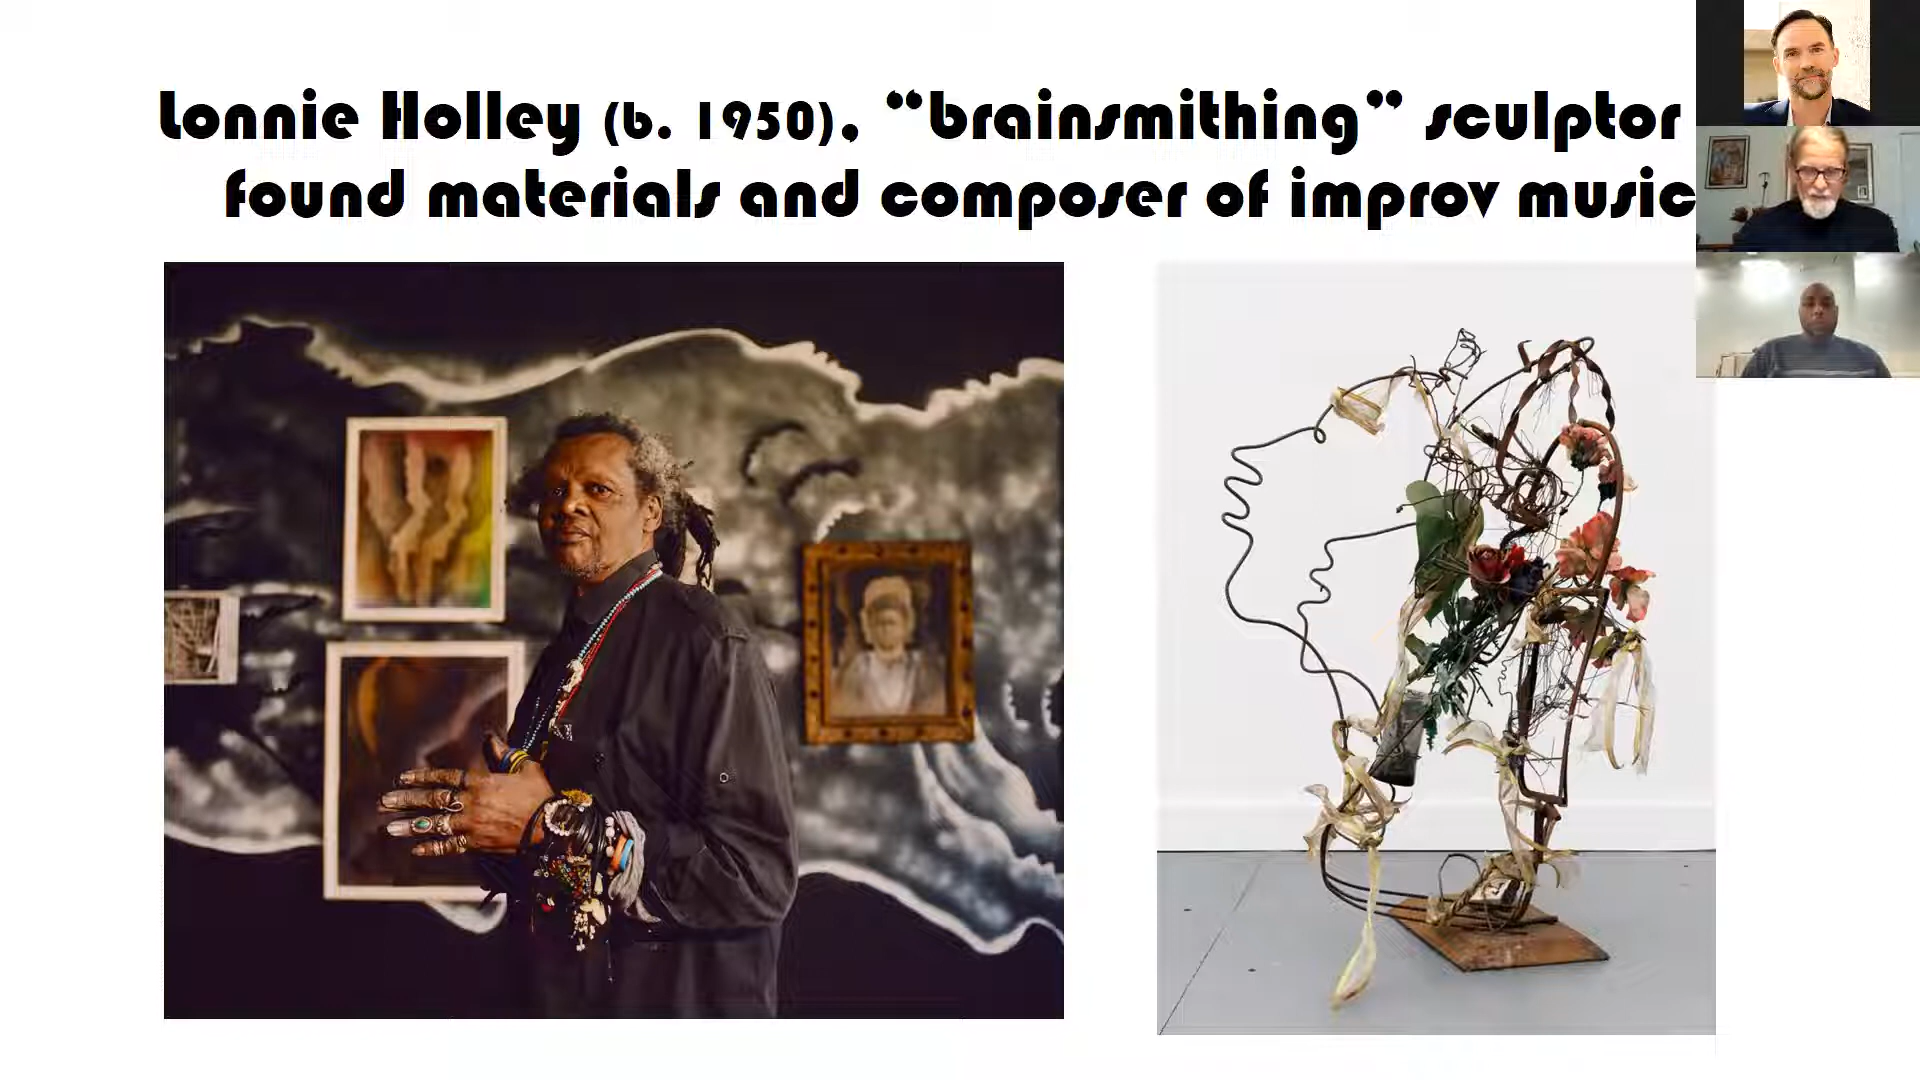 Lonnie Holley (b. 1950), “brainsmithing” sculptor
found materials and composer of improv music